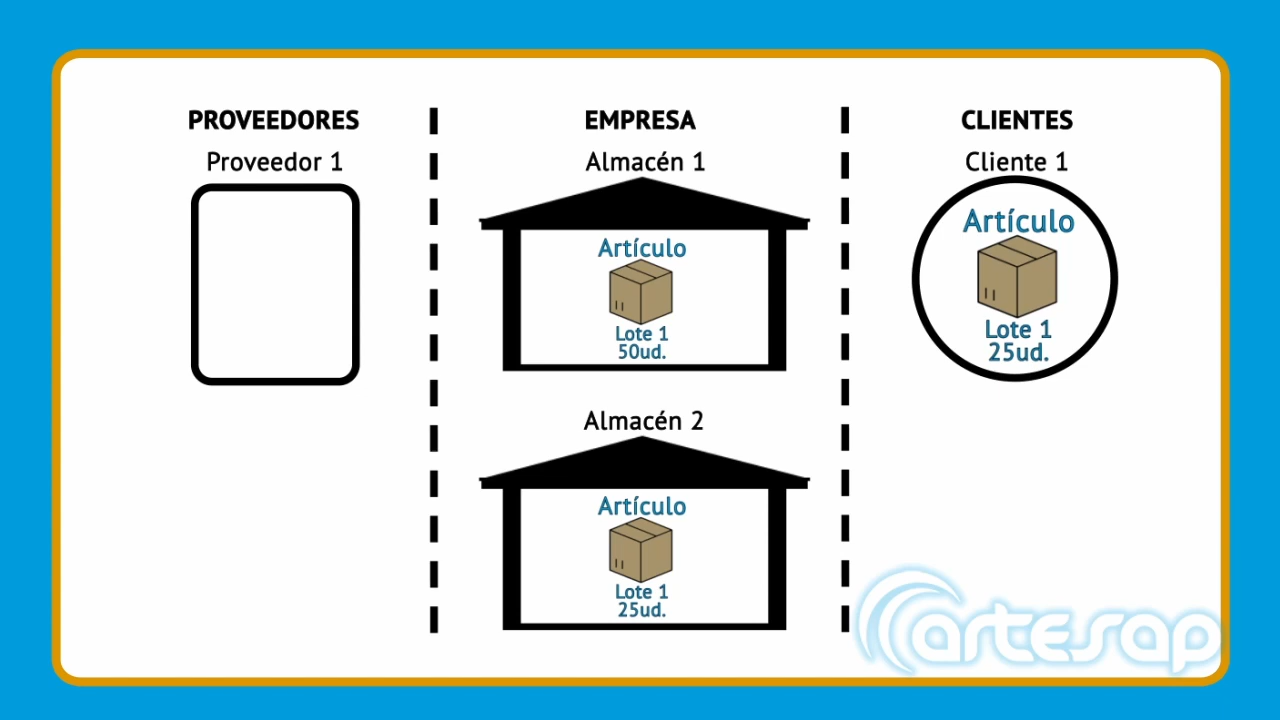 PROVEEDORES
Proveedor 1
EMPRESA
Almacén 1
Artículo
Lote 1
50ud.
Almacén 2
Artículo
Lote 1
25ud.
CLIENTES
Cliente 1
Artículo
Lote 1
25ud.
artesap